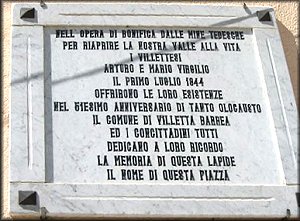 NELL'OPERA DI BONIFICA DALLE MINE TEDESCHE
PER RIAPRIRE LA NOSTRA VALLE ALLA VITA
I VILLETTESI
ARTURO E MARIO VIRGILIO
IL PRIMO LUGLIO 1944
OFFRIRONO LE LORO ESISTENZE
NEL 51ESIMO ANNIVERSARIO DI TANTO OLOCAUSTO
IL COMUNE DI VILLETTA BARREA
ED I CONCITTADINI TUTTI
DEDICANO A LORO RICORDO
LA MEMORIA DI QUESTA LAPIDE
IL NOME DI QUESTA PIAZZA